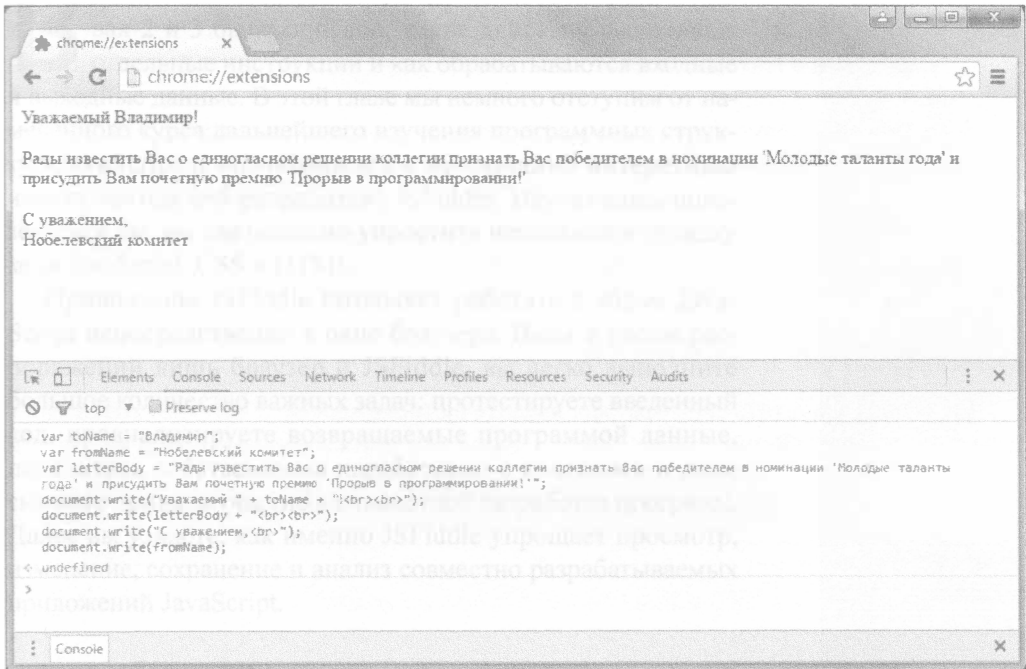 chrome://extensions
chrome://extensions
Уважаемый Владимир!
Рады известить Вас о единогласном решении коллегии признать Вас победителем в номинации 'Молодые таланты года' и
присудить Вам почетную премию 'Прорыв в программировании!'
С уважением,
Нобелевский комитет
Elements Console Sources Network Timeline Profiles Resources Security Audits
top Preserve log
var toName = "Владимир";
var fromName = "Нобелевский комитет";
var letterBody = "Рады известить Вас о единогласном решении коллегии признать Вас победителем в номинации 'Молодые таланты
года' и присудить Вам почетную премию 'Прорыв в программировании!'";
document.write("Уважаемый " + toName + "!<br><br>");
document.write(letterBody + "<br><br>");
document.write("С уважением,<br>");
document.write(fromName);
undefined
Console